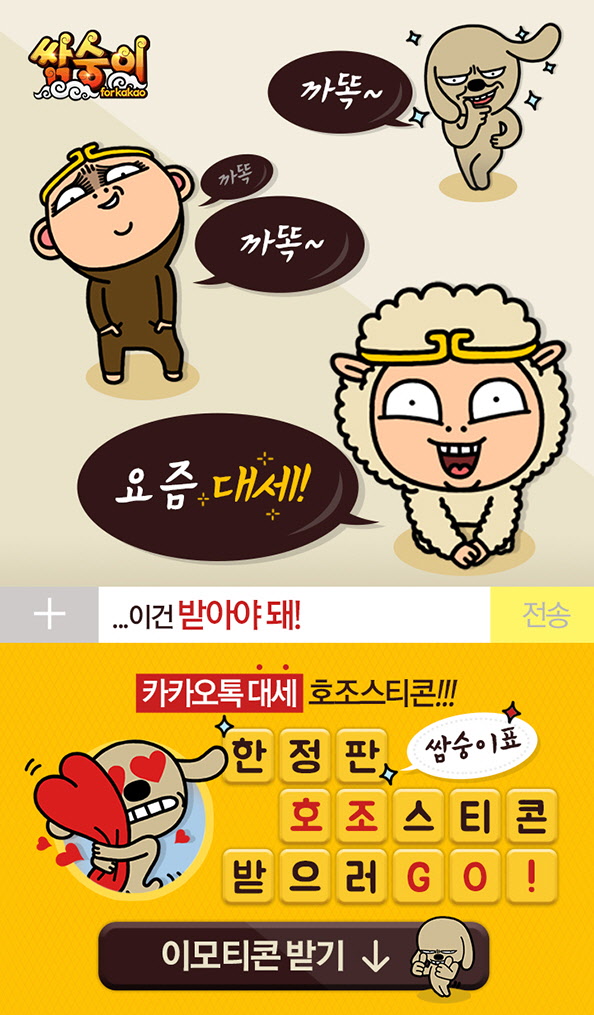 쌈숭이
for kakao
까똑~
까똑
까똑~
요즘 대세!
+ ...이건 받아야 돼! 전송
카카오톡 대세 호조스티콘!!!
한정판 쌈숭이표
호조스티콘
받으러GO!
이모티콘 받기 ↓